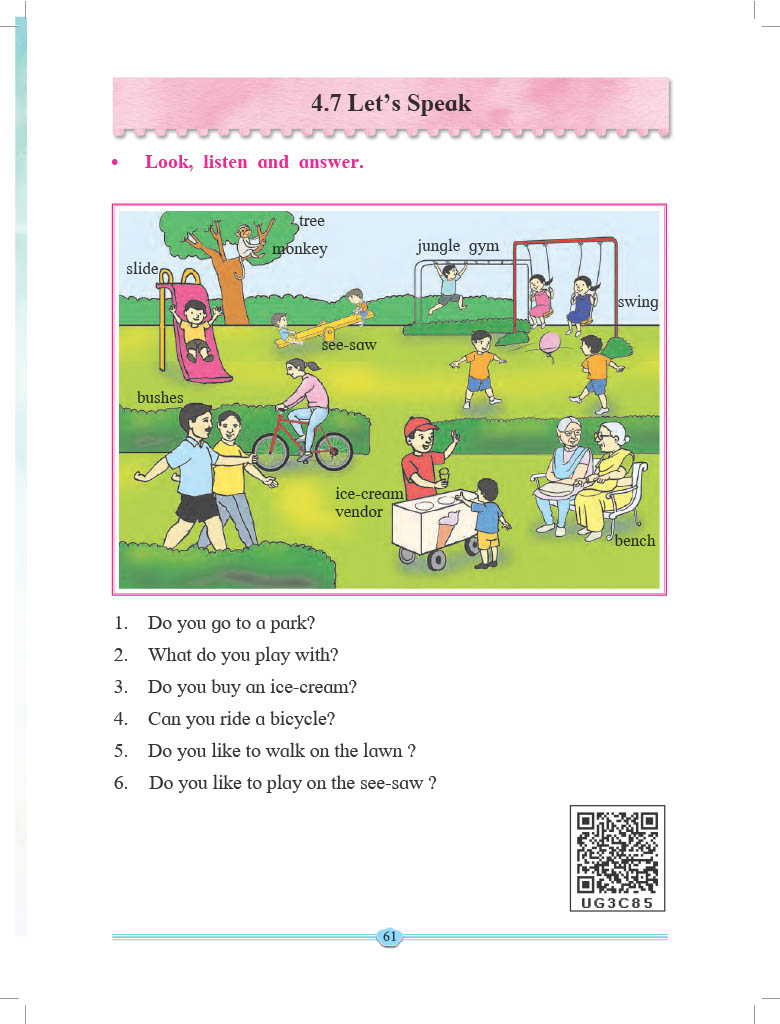 4.7 Let's Speak
• Look, listen and answer.
tree
monkey
slide
jungle gym
swing
see-saw
bushes
ice-cream
vendor
bench
1. Do you go to a park?
2. What do you play with?
3. Do you buy an ice-cream?
4. Can you ride a bicycle?
5. Do you like to walk on the lawn ?
6. Do you like to play on the see-saw ?
UG3C85
61